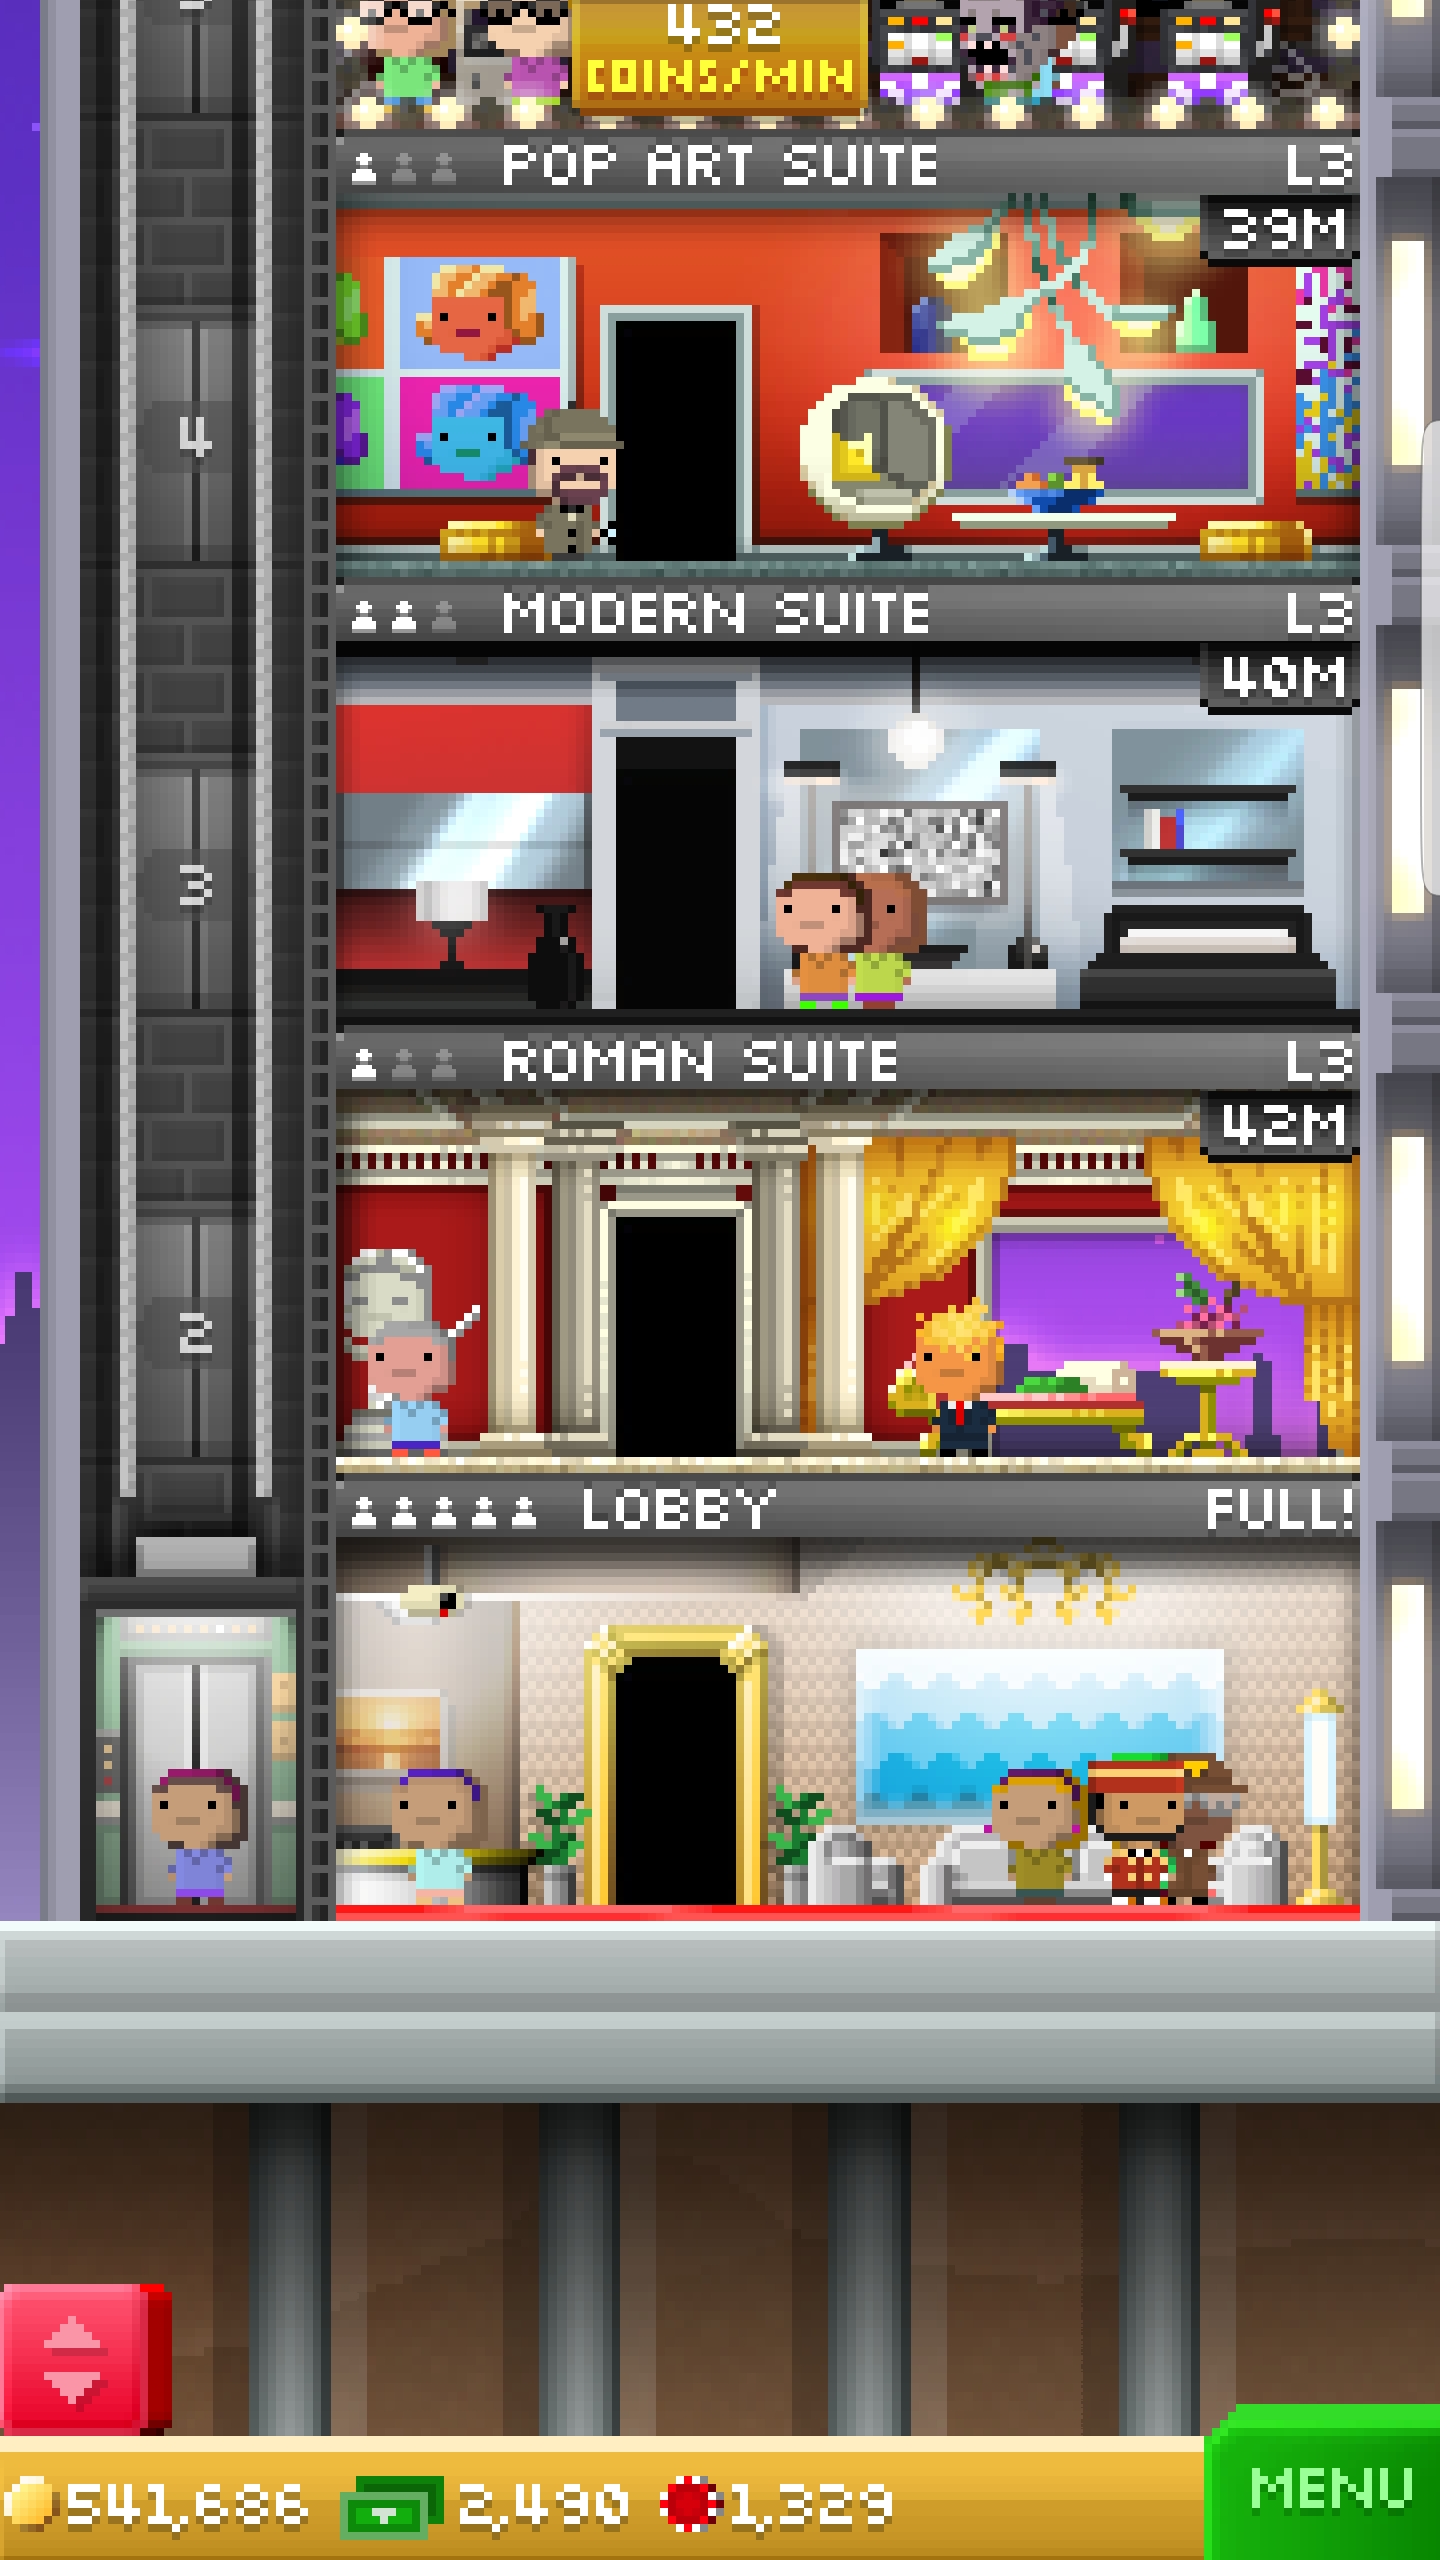 432
COINS/MIN
POP ART SUITE L3
39M
4
MODERN SUITE L3
40M
3
ROMAN SUITE L3
42M
2
LOBBY FULL!
541,686 2,490 1,329 MENU